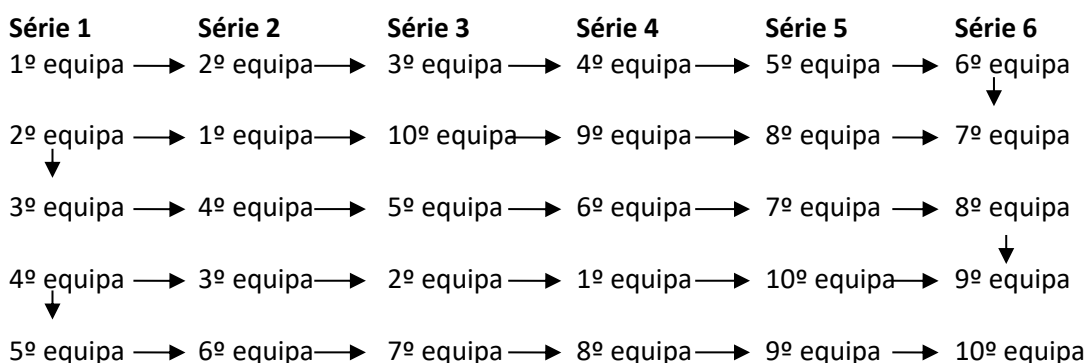 Série 1 Série 2 Série 3 Série 4 Série 5 Série 6
1º equipa 2º equipa 3º equipa 4º equipa 5º equipa 6º equipa
2º equipa 1º equipa 10º equipa 9º equipa 8º equipa 7º equipa
3º equipa 4º equipa 5º equipa 6º equipa 7º equipa 8º equipa
4º equipa 3º equipa 2º equipa 1º equipa 10º equipa 9º equipa
5º equipa 6º equipa 7º equipa 8º equipa 9º equipa 10º equipa